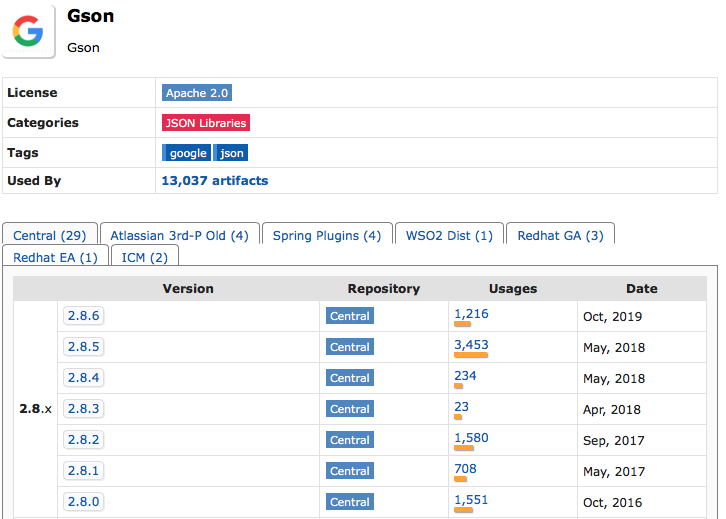 Gson
Gson
License Apache 2.0
Categories JSON Libraries
Tags google json
Used By 13,037 artifacts
Central (29) Atlassian 3rd-P Old (4) Spring Plugins (4) WSO2 Dist (1) Redhat GA (3)
Redhat EA (1) ICM (2)
Version Repository Usages Date
2.8.6 Central 1,216 Oct, 2019
2.8.5 Central 3,453 May, 2018
2.8.4 Central 234 May, 2018
2.8.x 2.8.3 Central 23 Apr, 2018
2.8.2 Central 1,580 Sep, 2017
2.8.1 Central 708 May, 2017
2.8.0 Central 1,551 Oct, 2016